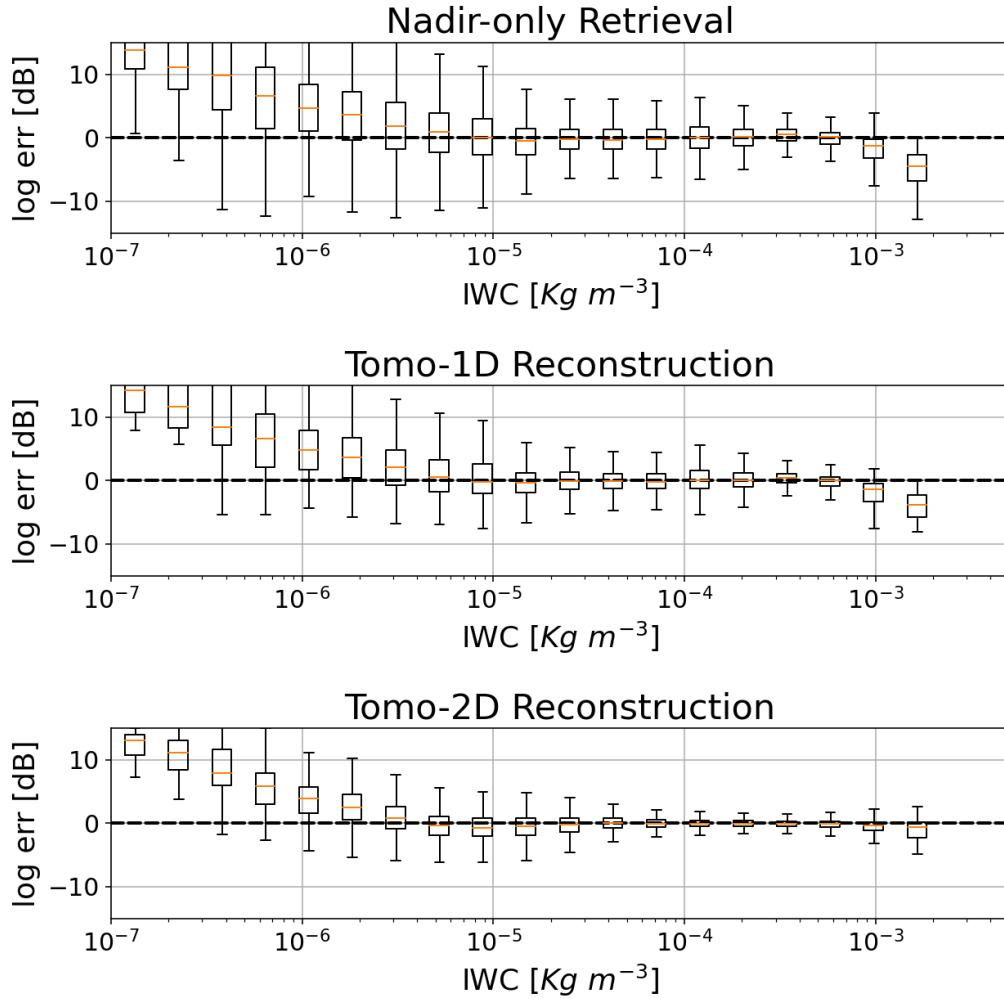 Nadir-only Retrieval
log err [dB]
10
0
−10
10⁻⁷ 10⁻⁶ 10⁻⁵ 10⁻⁴ 10⁻³
IWC [Kg m⁻³]
Tomo-1D Reconstruction
log err [dB]
10
0
−10
10⁻⁷ 10⁻⁶ 10⁻⁵ 10⁻⁴ 10⁻³
IWC [Kg m⁻³]
Tomo-2D Reconstruction
log err [dB]
10
0
−10
10⁻⁷ 10⁻⁶ 10⁻⁵ 10⁻⁴ 10⁻³
IWC [Kg m⁻³]